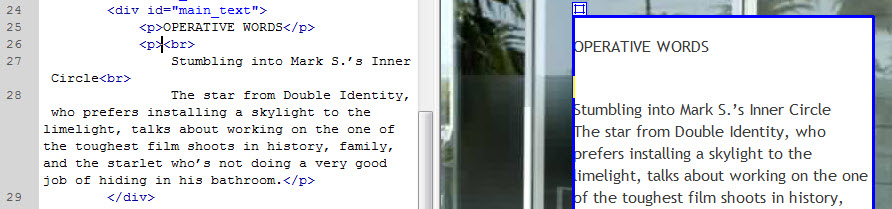 24 <div id="main_text">
25 <p>OPERATIVE WORDS</p>
26 <p><br>
27 Stumbling into Mark S.’s Inner
Circle<br>
28 The star from Double Identity,
who prefers installing a skylight to the
limelight, talks about working on the one of
the toughest film shoots in history, family,
and the starlet who’s not doing a very good
job of hiding in his bathroom.</p>
29 </div>
OPERATIVE WORDS
Stumbling into Mark S.’s Inner Circle
The star from Double Identity, who
prefers installing a skylight to the
limelight, talks about working on the one
of the toughest film shoots in history,